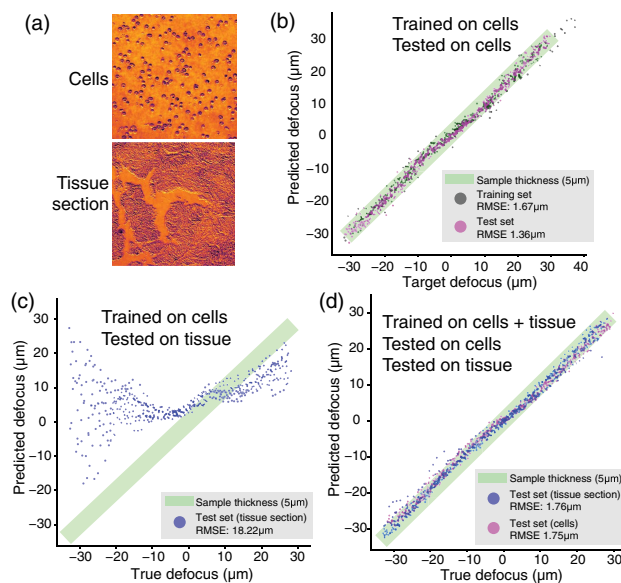 (a)
Cells
Tissue
section
(b)
Trained on cells
Tested on cells
Predicted defocus (µm)
30
20
10
0
−10
−20
−30
Sample thickness (5µm)
Training set
RMSE: 1.67µm
Test set
RMSE 1.36µm
−30 −20 −10 0 10 20 30 40
Target defocus (µm)
(c)
Trained on cells
Tested on tissue
Predicted defocus (µm)
30
20
10
0
−10
−20
−30
Sample thickness (5µm)
Test set (tissue section)
RMSE: 18.22µm
−30 −20 −10 0 10 20 30
True defocus (µm)
(d)
Trained on cells + tissue
Tested on cells
Tested on tissue
Predicted defocus (µm)
30
20
10
0
−10
−20
−30
Sample thickness (5µm)
Test set (tissue section)
RMSE: 1.76µm
Test set (cells)
RMSE 1.75µm
−30 −20 −10 0 10 20 30
True defocus (µm)